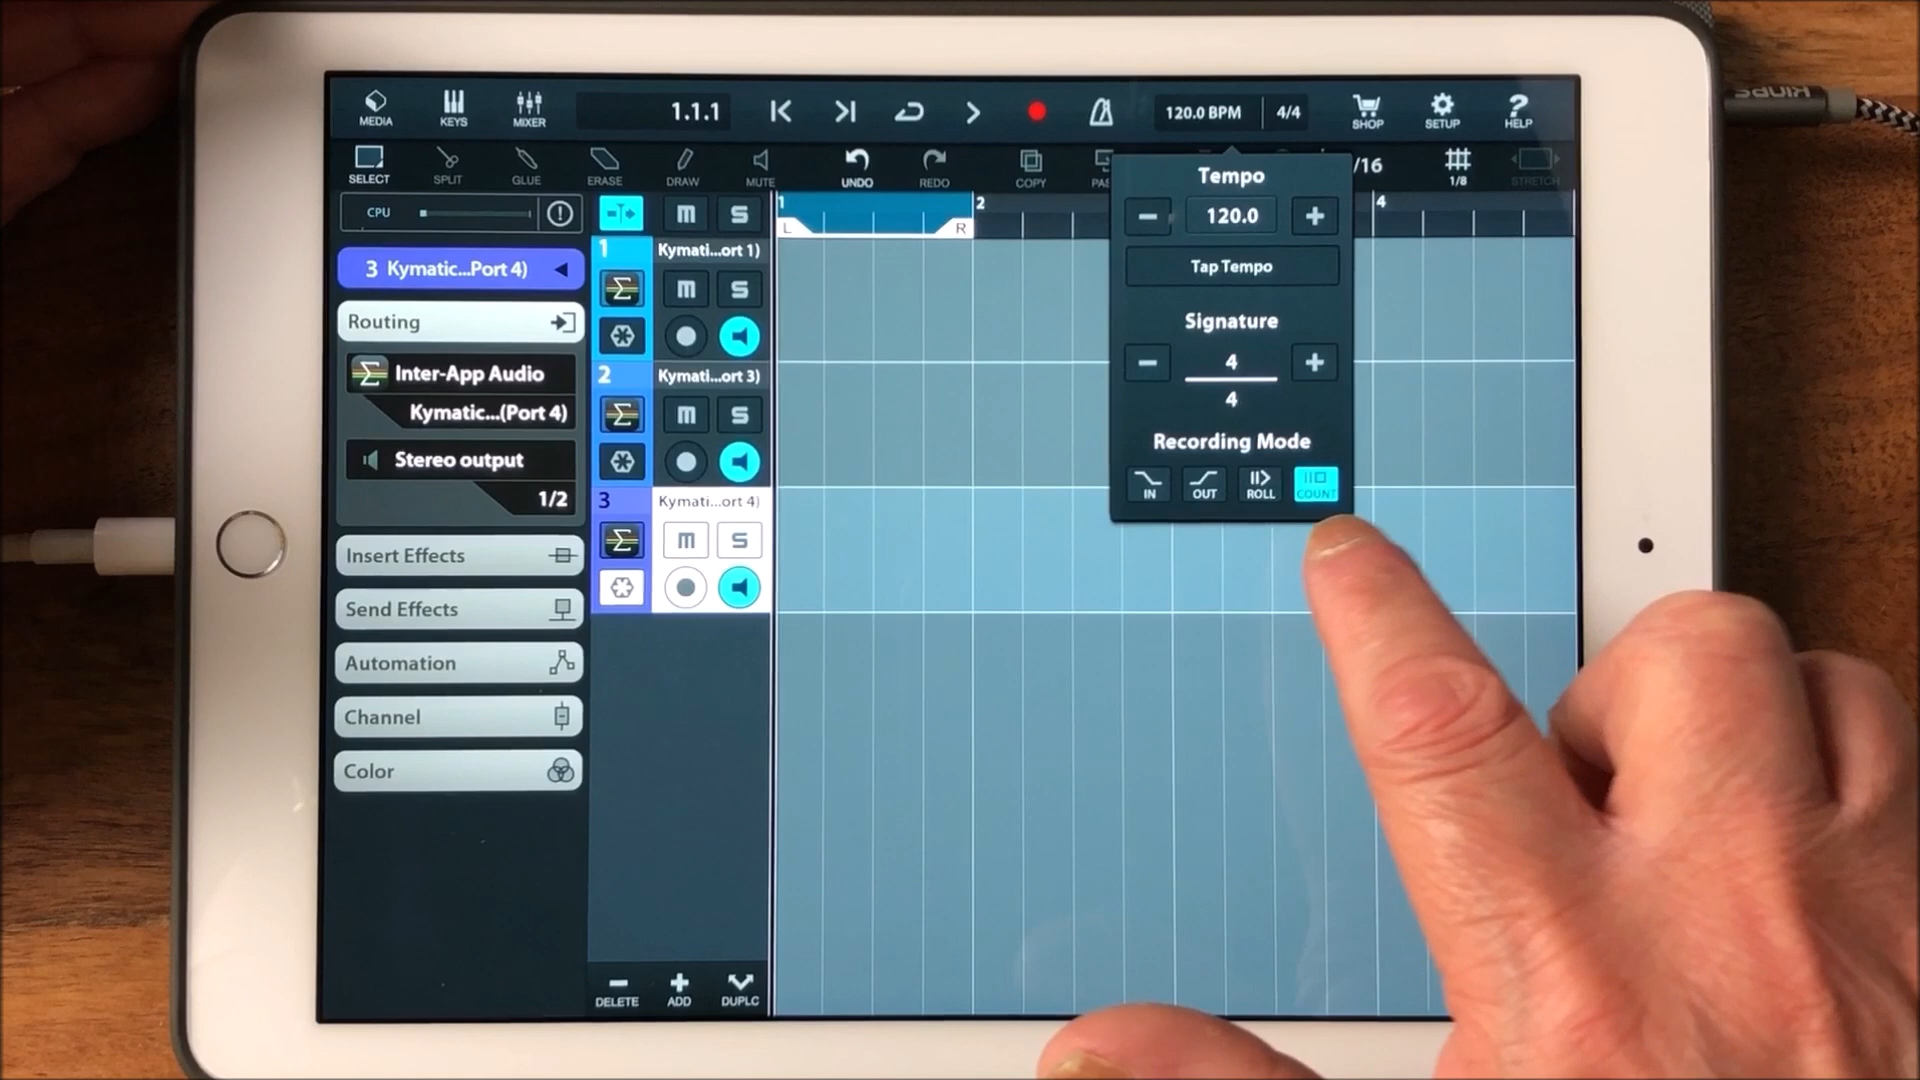 MEDIA
KEYS
MIXER
1.1.1
120.0 BPM
4/4
SHOP
SETUP
?
HELP
SELECT
SPLIT
GLUE
ERASE
DRAW
MUTE
UNDO
REDO
COPY
PAS
/16
1/8
STRETCH
CPU
M S
1 2 4
L R
3 Kymatic...Port 4)
Routing
Inter-App Audio
Kymatic...(Port 4)
Stereo output
1/2
Insert Effects
Send Effects
Automation
Channel
Color
1 Kymati...ort 1)
Σ M S
2 Kymati...ort 3)
Σ M S
3 Kymati...ort 4)
Σ M S
DELETE
ADD
DUPLC
Tempo
− 120.0 +
Tap Tempo
Signature
− 4 +
4
Recording Mode
IN
OUT
ROLL
COUNT